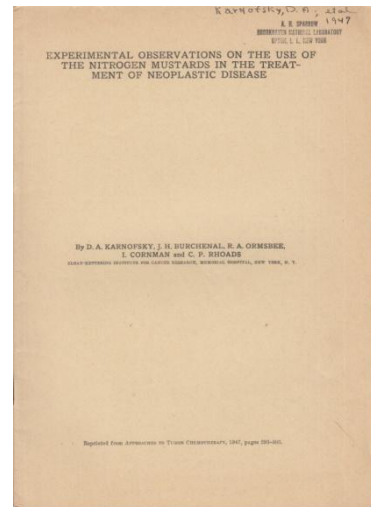 Karnofsky, D. A., et al
1947
A. H. SPARROW
BROOKHAVEN NATIONAL LABORATORY
UPTON, L. I., NEW YORK
EXPERIMENTAL OBSERVATIONS ON THE USE OF
THE NITROGEN MUSTARDS IN THE TREAT-
MENT OF NEOPLASTIC DISEASE
By D. A. KARNOFSKY, J. H. BURCHENAL, R. A. ORMSBEE,
I. CORNMAN and C. P. RHOADS
SLOAN-KETTERING INSTITUTE FOR CANCER RESEARCH, MEMORIAL HOSPITAL, NEW YORK, N. Y.
Reprinted from APPROACHES TO TUMOR CHEMOTHERAPY, 1947, pages